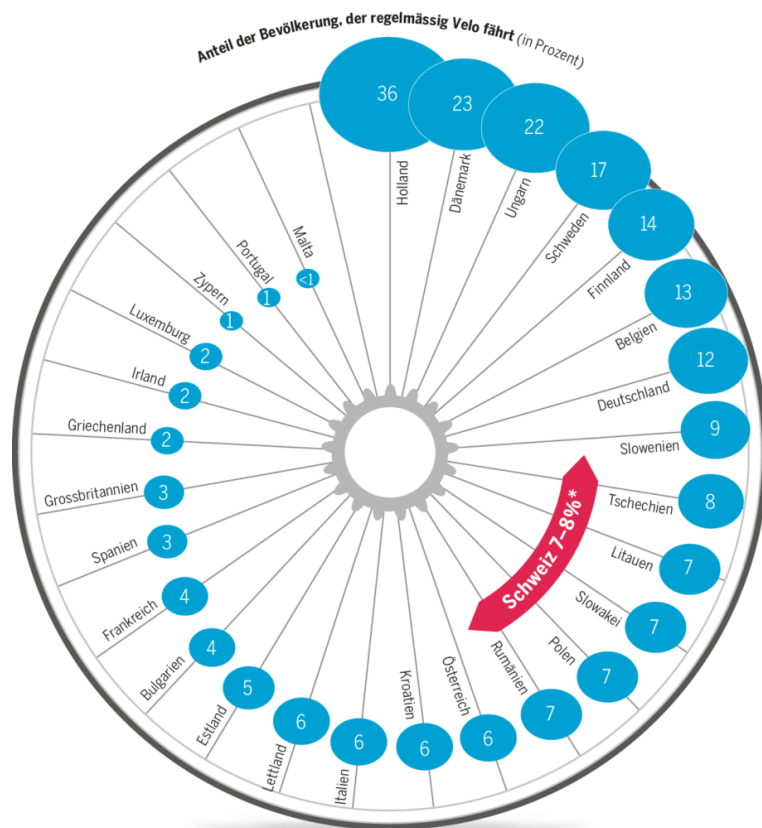 Anteil der Bevölkerung, der regelmässig Velo fährt (in Prozent)
36
Holland
23
Dänemark
22
Ungarn
17
Schweden
14
Finnland
13
Belgien
12
Deutschland
9
Slowenien
8
Tschechien
7
Litauen
7
Slowakei
7
Polen
7
Rumänien
6
Österreich
6
Kroatien
6
Italien
6
Lettland
5
Estland
4
Bulgarien
4
Frankreich
3
Spanien
3
Grossbritannien
2
Griechenland
2
Irland
2
Luxemburg
1
Zypern
1
Portugal
<1
Malta
Schweiz 7–8%*